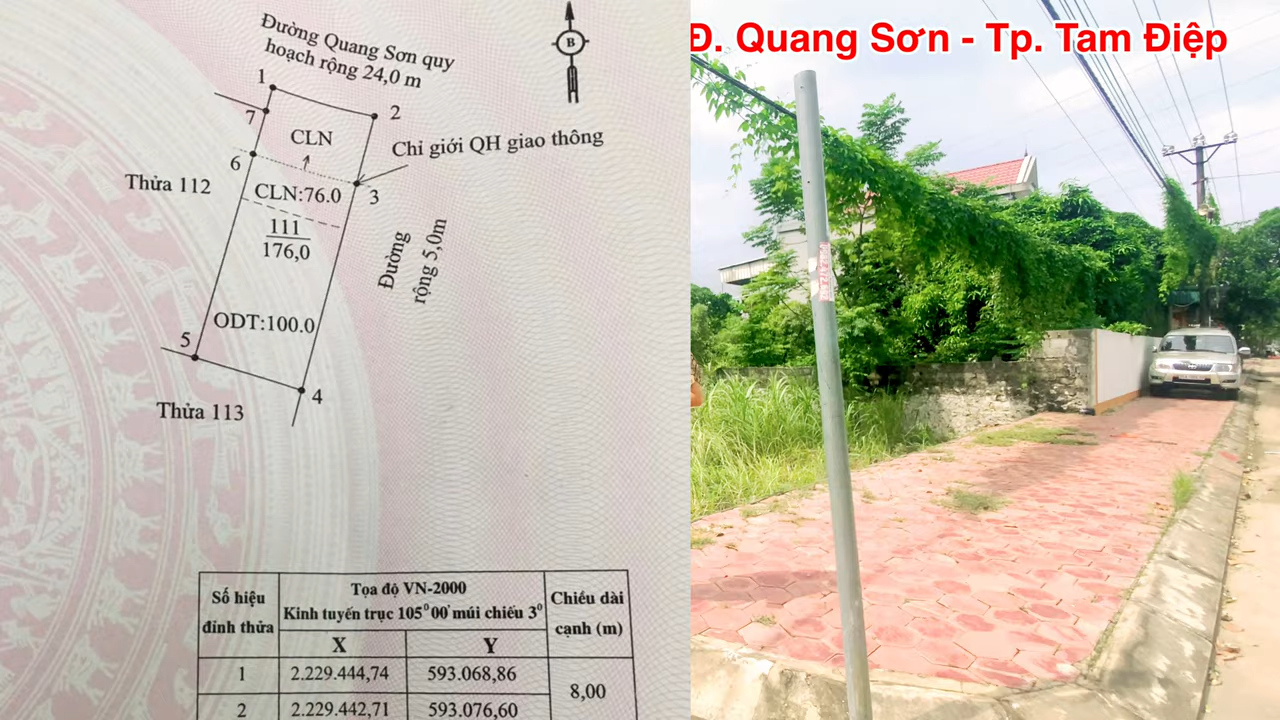 Đường Quang Sơn quy
hoạch rộng 24,0 m
B
1
2
7
CLN
Chỉ giới QH giao thông
6
Thửa 112
CLN:76.0
3
111
176,0
Đường
rộng 5,0m
ODT:100.0
5
4
Thửa 113
Số hiệu
đỉnh thửa
Tọa độ VN-2000
Kinh tuyến trục 105⁰00' múi chiếu 3⁰
Chiều dài
cạnh (m)
X
Y
1
2.229.444,74
593.068,86
8,00
2
2.229.442,71
593.076,60
Đ. Quang Sơn - Tp. Tam Điệp